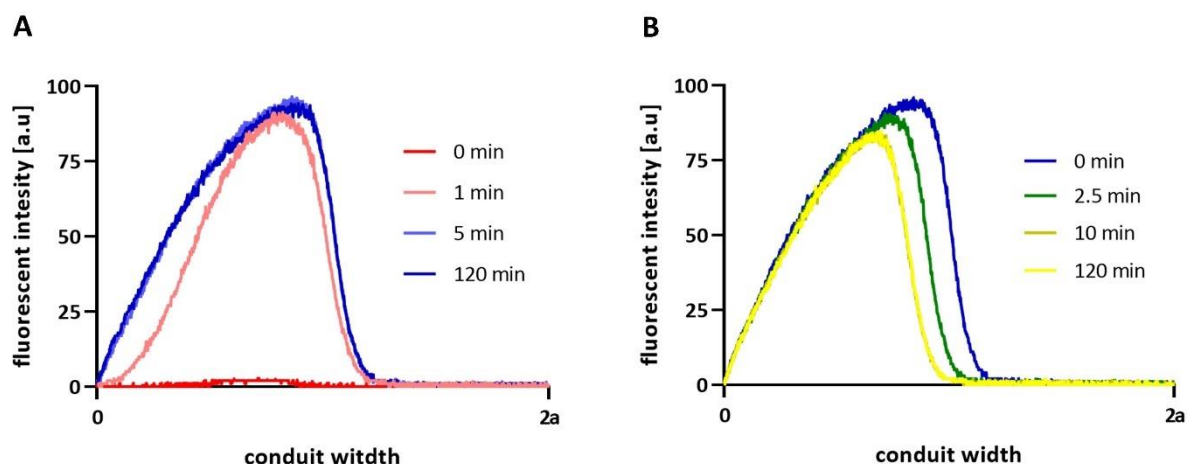 A
fluorescent intesity [a.u]
100
75
50
25
0
0
2a
conduit witdth
0 min
1 min
5 min
120 min
B
fluorescent intesity [a.u]
100
75
50
25
0
0
2a
conduit width
0 min
2.5 min
10 min
120 min